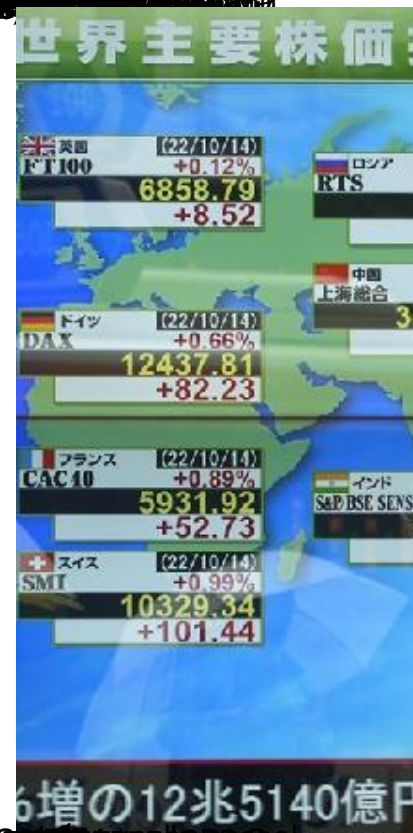 世界主要株価
英国 (22/10/14)
FT100 +0.12%
6858.79
+8.52
ロシア
RTS
中国
上海総合
3
ドイツ (22/10/14)
DAX +0.66%
12437.81
+82.23
フランス (22/10/14)
CAC40 +0.89%
5931.92
+52.73
インド
S&P BSE SENS
スイス (22/10/14)
SMI +0.99%
10329.34
+101.44
%増の12兆5140億円